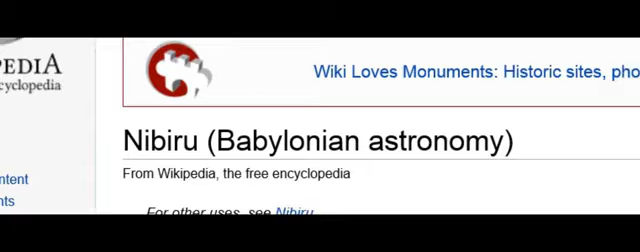 PEDIA
cyclopedia
Wiki Loves Monuments: Historic sites, pho
Nibiru (Babylonian astronomy)
From Wikipedia, the free encyclopedia
ntent
nts
For other uses, see Nibiru